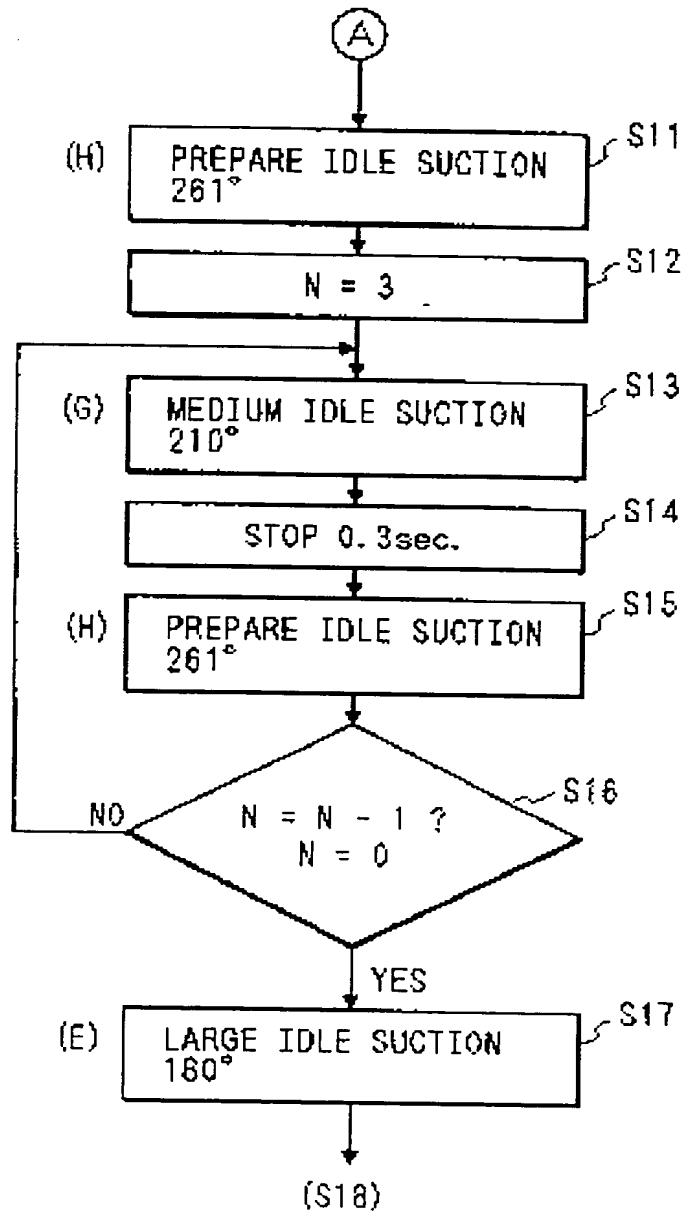 A
(H) PREPARE IDLE SUCTION S11
261°
N = 3 S12
(G) MEDIUM IDLE SUCTION S13
210°
STOP 0.3sec. S14
(H) PREPARE IDLE SUCTION S15
261°
N = N - 1 ? S16
N = 0
NO
YES
(E) LARGE IDLE SUCTION S17
160°
(S18)